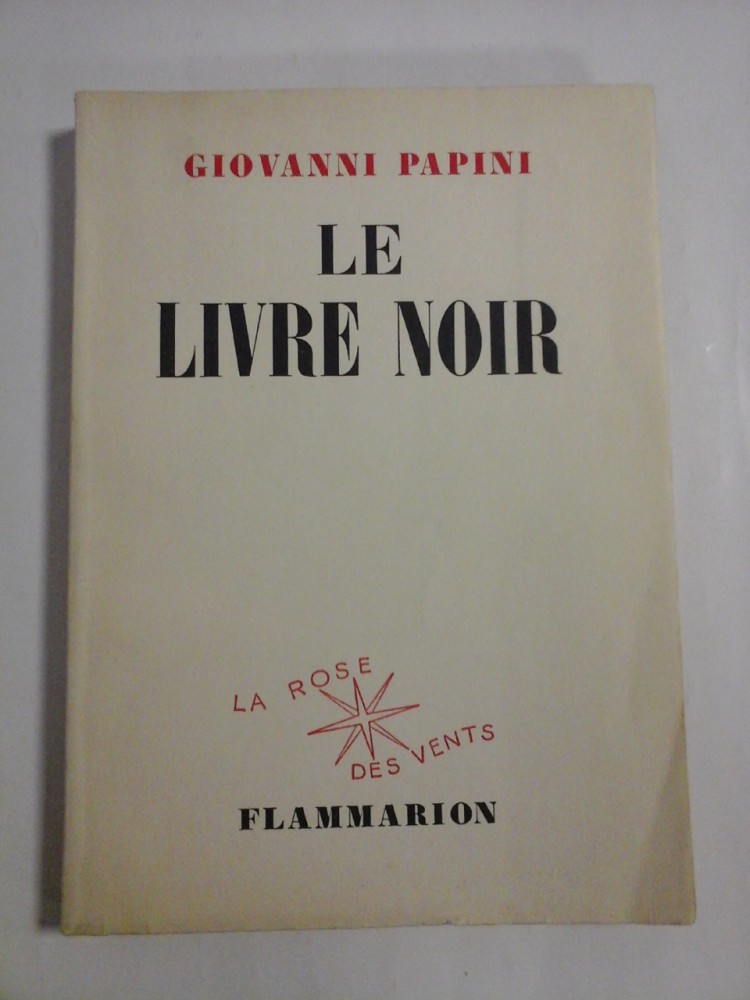 GIOVANNI PAPINI
LE
LIVRE NOIR
LA ROSE
DES VENTS
FLAMMARION